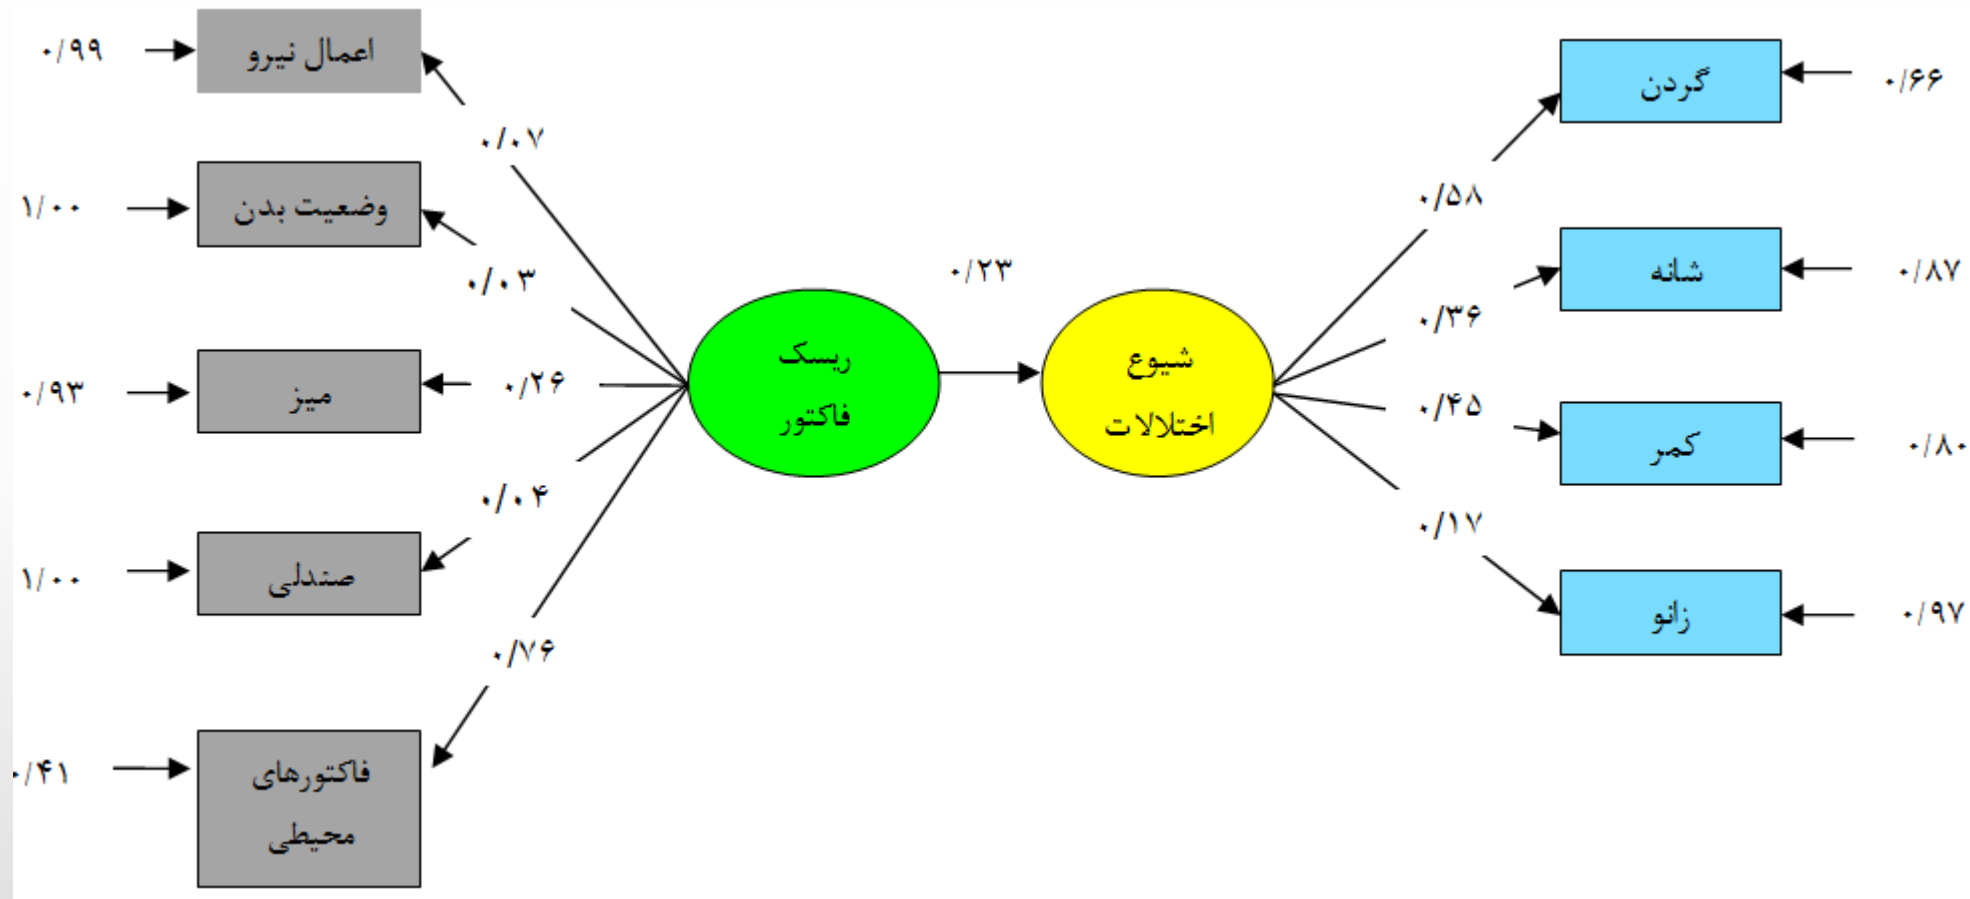 ۰/۹۹
اعمال نیرو
۰/۰۷
۱/۰۰
وضعیت بدن
۰/۰۳
۰/۹۳
میز
۰/۲۶
۱/۰۰
صندلی
۰/۰۴
۰/۴۱
فاکتورهای
محیطی
۰/۷۶
ریسک
فاکتور
۰/۲۳
شیوع
اختلالات
۰/۵۸
گردن
۰/۶۶
۰/۳۶
شانه
۰/۸۷
۰/۴۵
کمر
۰/۸۰
۰/۱۷
زانو
۰/۹۷